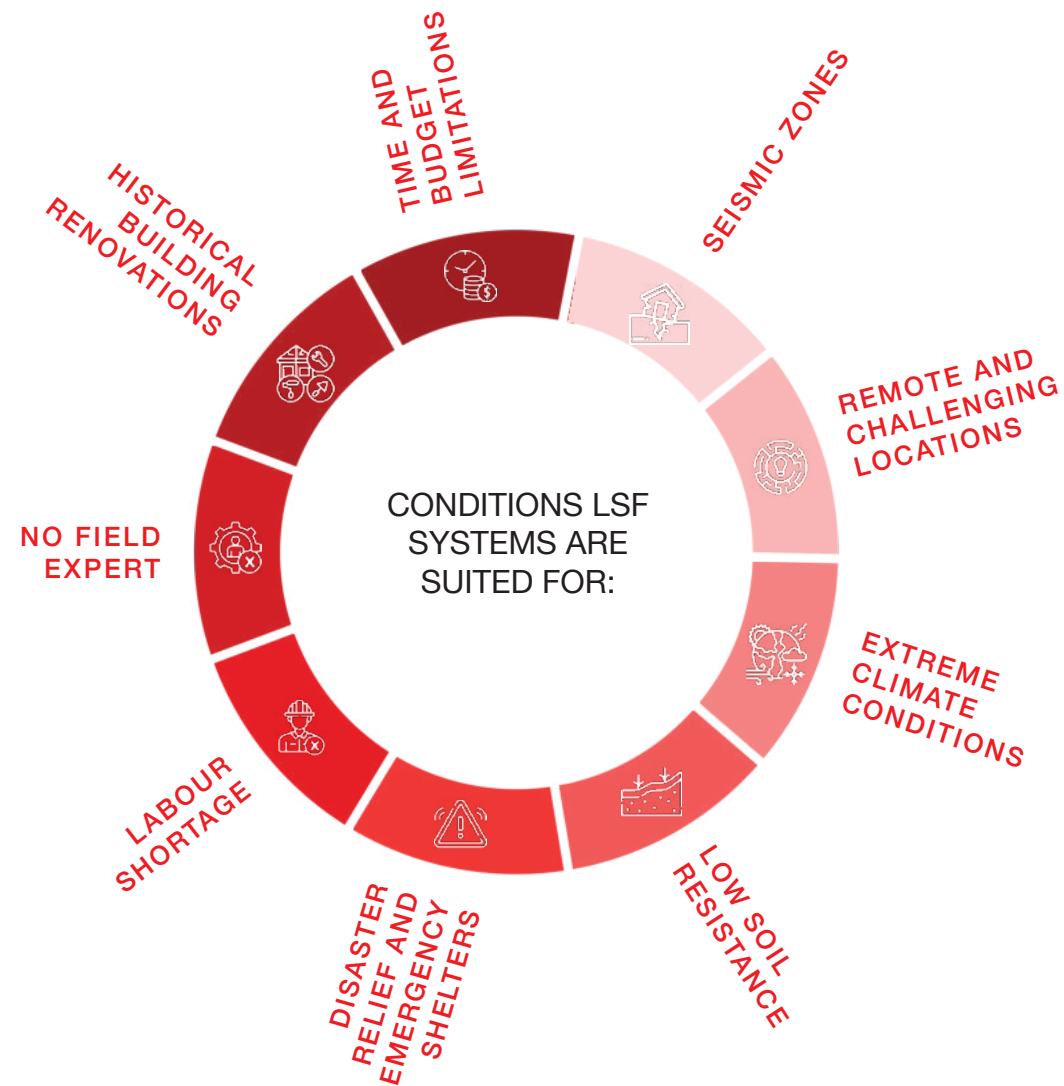 CONDITIONS LSF
SYSTEMS ARE
SUITED FOR:
SEISMIC ZONES
REMOTE AND
CHALLENGING
LOCATIONS
EXTREME
CLIMATE
CONDITIONS
LOW SOIL
RESISTANCE
DISASTER
RELIEF AND
EMERGENCY
SHELTERS
LABOUR
SHORTAGE
NO FIELD
EXPERT
HISTORICAL
BUILDING
RENOVATIONS
TIME AND
BUDGET
LIMITATIONS